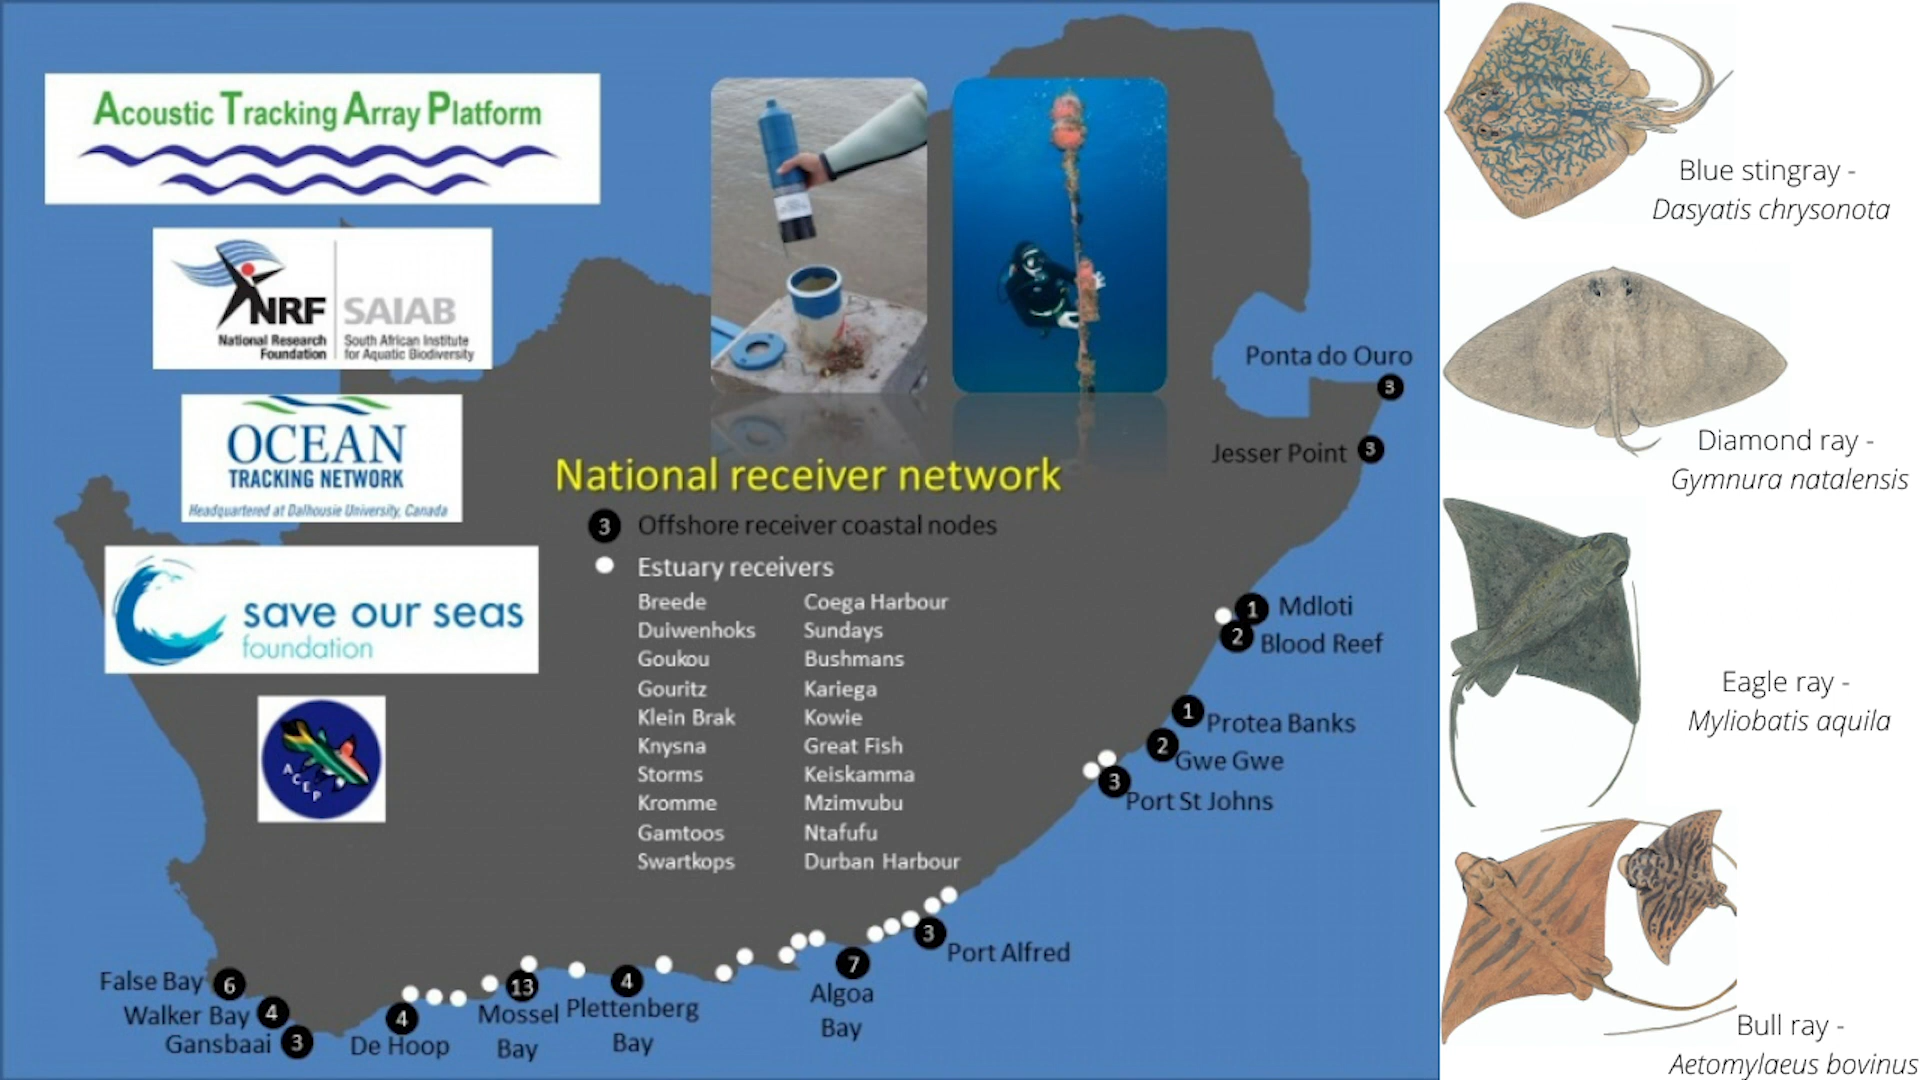 Acoustic Tracking Array Platform
NRF
National Research
Foundation
SAIAB
South African Institute
for Aquatic Biodiversity
OCEAN
TRACKING NETWORK
Headquartered at Dalhousie University, Canada
save our seas
foundation
ACEP
National receiver network
3 Offshore receiver coastal nodes
Estuary receivers
Breede
Duiwenhoks
Goukou
Gouritz
Klein Brak
Knysna
Storms
Kromme
Gamtoos
Swartkops
Coega Harbour
Sundays
Bushmans
Kariega
Kowie
Great Fish
Keiskamma
Mzimvubu
Ntafufu
Durban Harbour
Ponta do Ouro
3
Jesser Point 3
1 Mdloti
2 Blood Reef
1 Protea Banks
2 Gwe Gwe
3 Port St Johns
3 Port Alfred
7
Algoa
Bay
4
Plettenberg
Bay
13
Mossel
Bay
4
De Hoop
False Bay 6
Walker Bay 4
Gansbaai 3
Blue stingray -
Dasyatis chrysonota
Diamond ray -
Gymnura natalensis
Eagle ray -
Myliobatis aquila
Bull ray -
Aetomylaeus bovinus